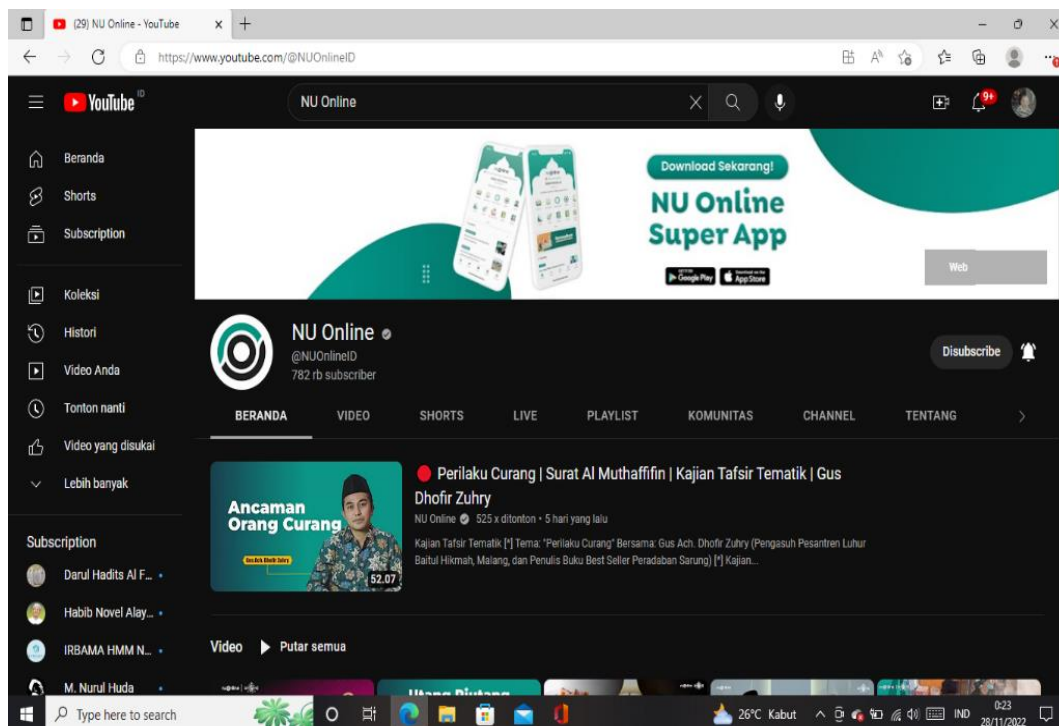 (29) NU Online - YouTube
https://www.youtube.com/@NUOnlineID
YouTube ID
NU Online
9+
Beranda
Shorts
Subscription
Koleksi
Histori
Video Anda
Tonton nanti
Video yang disukai
Lebih banyak
Subscription
Darul Hadits Al F...
Habib Novel Alay...
IRBAMA HMM N...
M. Nurul Huda
Download Sekarang!
NU Online
Super App
Google Play
App Store
Web
NU Online
@NUOnlineID
782 rb subscriber
Disubscribe
BERANDA VIDEO SHORTS LIVE PLAYLIST KOMUNITAS CHANNEL TENTANG
Ancaman
Orang Curang
52.07
Perilaku Curang | Surat Al Muthaffifin | Kajian Tafsir Tematik | Gus
Dhofir Zuhry
NU Online 525 x ditonton • 5 hari yang lalu
Kajian Tafsir Tematik [*] Tema: "Perilaku Curang" Bersama: Gus Ach. Dhofir Zuhry (Pengasuh Pesantren Luhur
Baitul Hikmah, Malang, dan Penulis Buku Best Seller Peradaban Sarung) [*] Kajian...
Video Putar semua
Utang Piutang
Type here to search
26°C Kabut
IND
0:23
28/11/2022